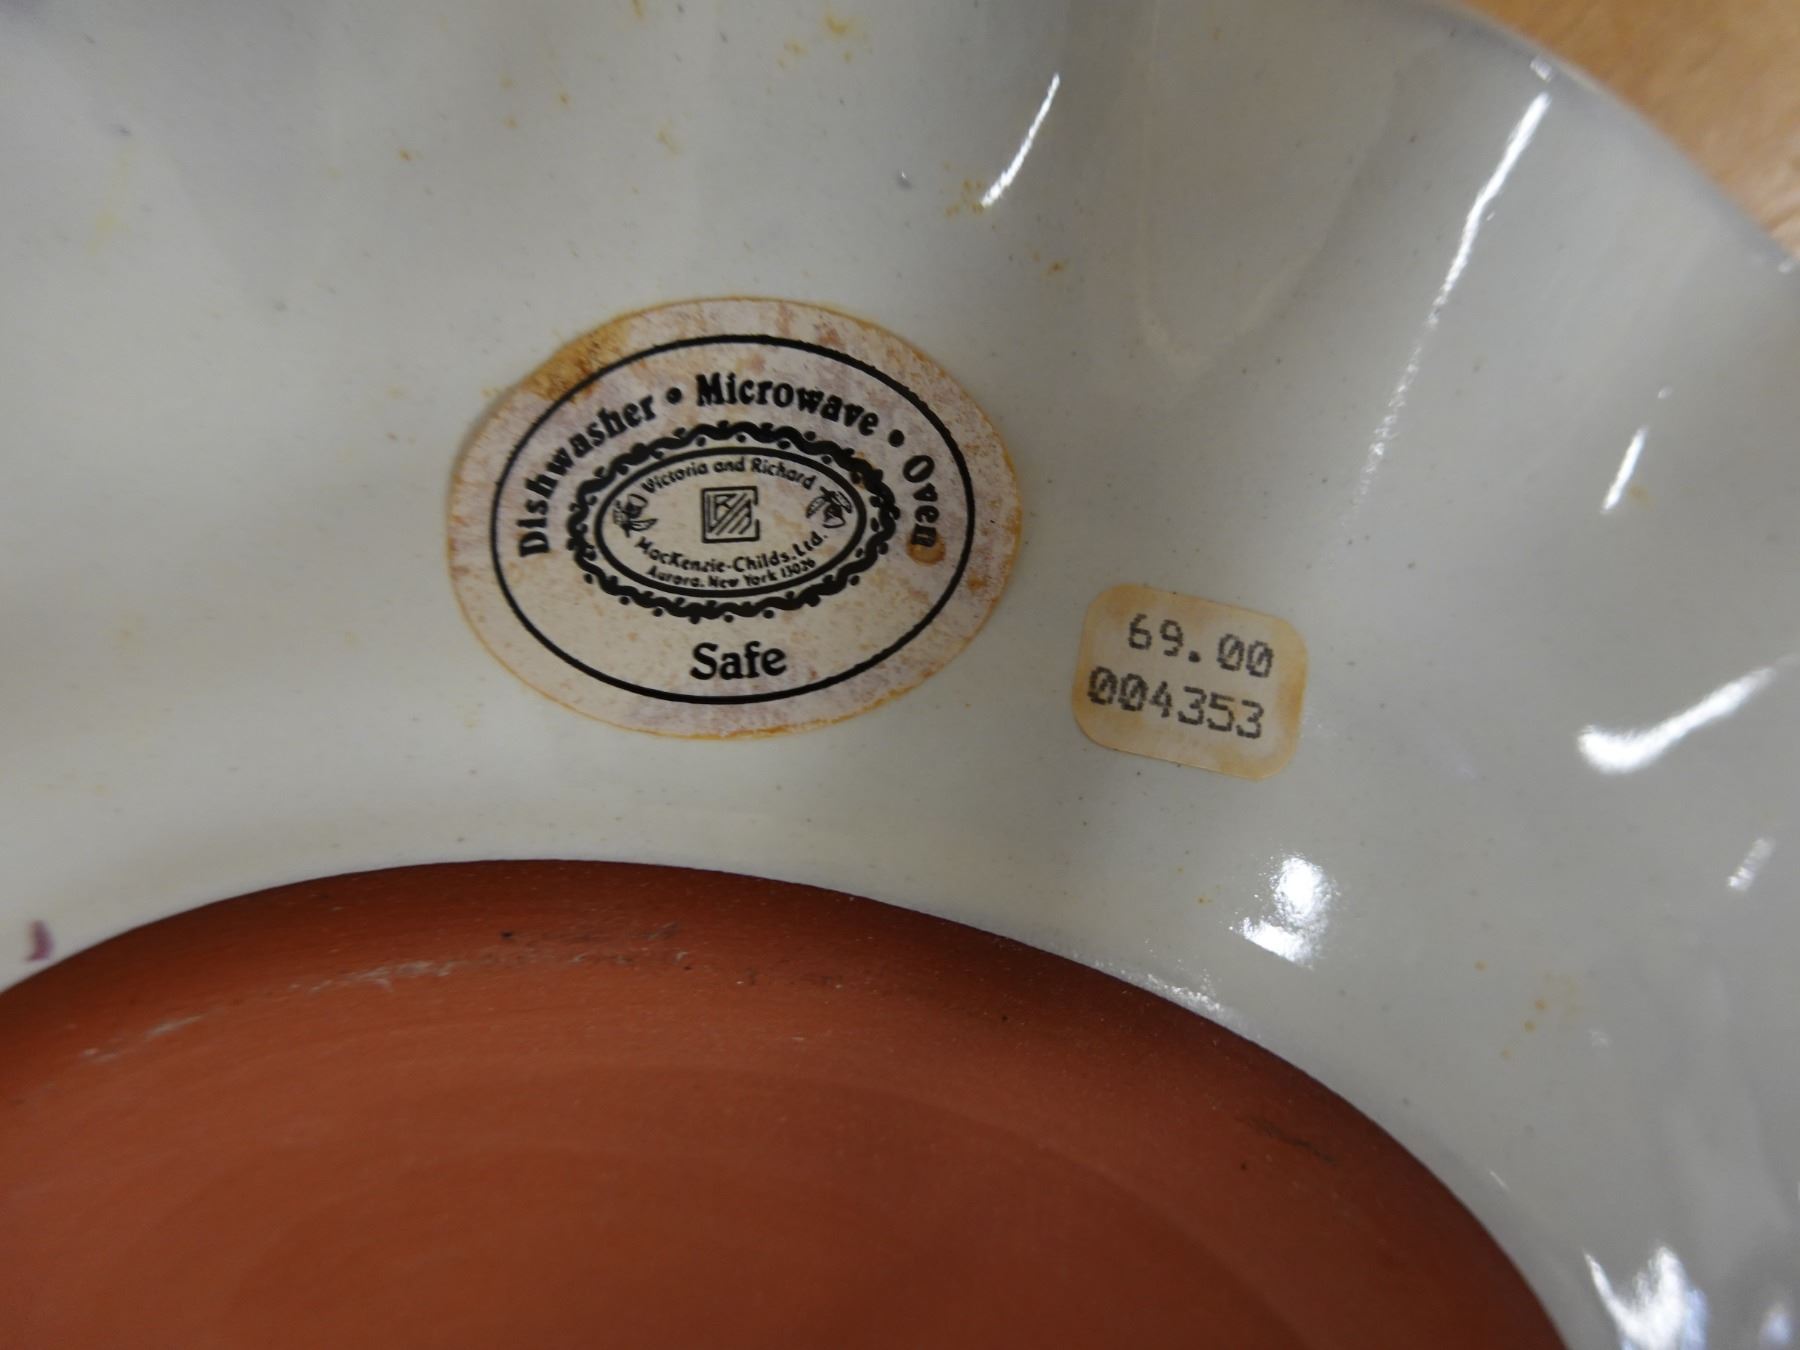 Dishwasher • Microwave • Oven
Victoria and Richard
MacKenzie-Childs, Ltd.
Aurora, New York 13026
Safe
69.00
004353